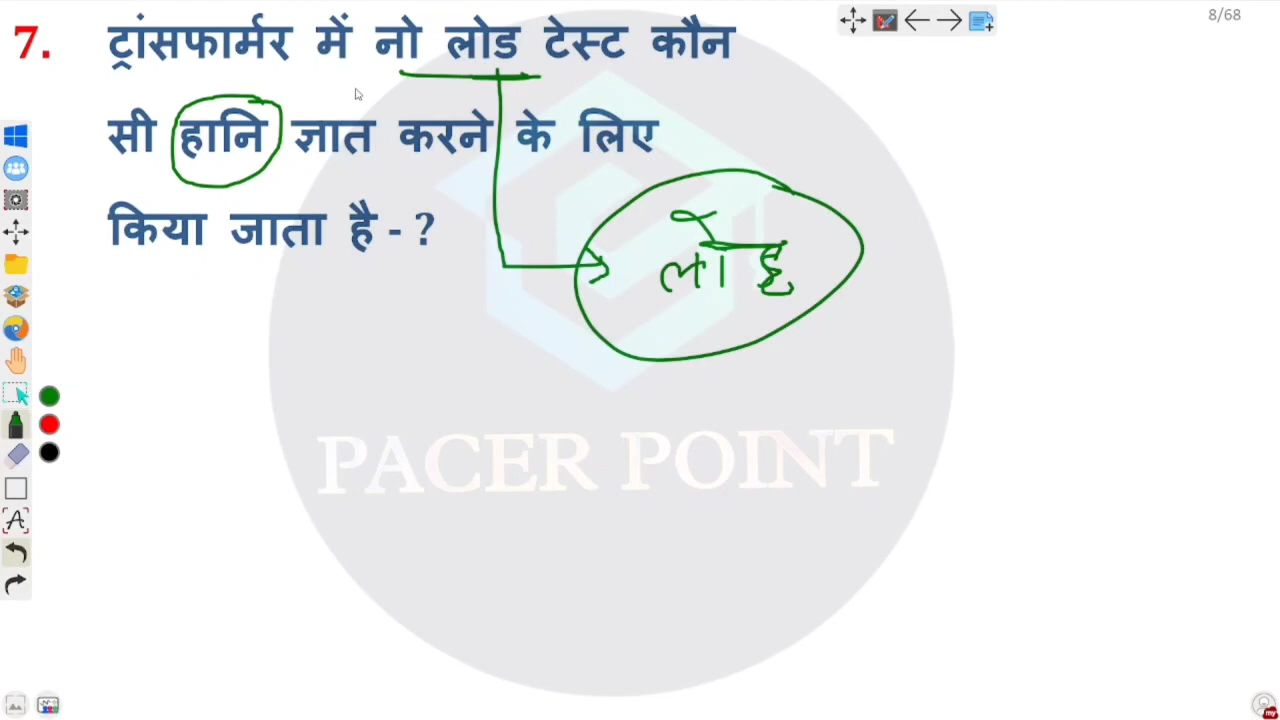 8/68
7. ट्रांसफार्मर में नो लोड टेस्ट कौन
सी हानि ज्ञात करने के लिए
किया जाता है - ?
लौह
PACER POINT